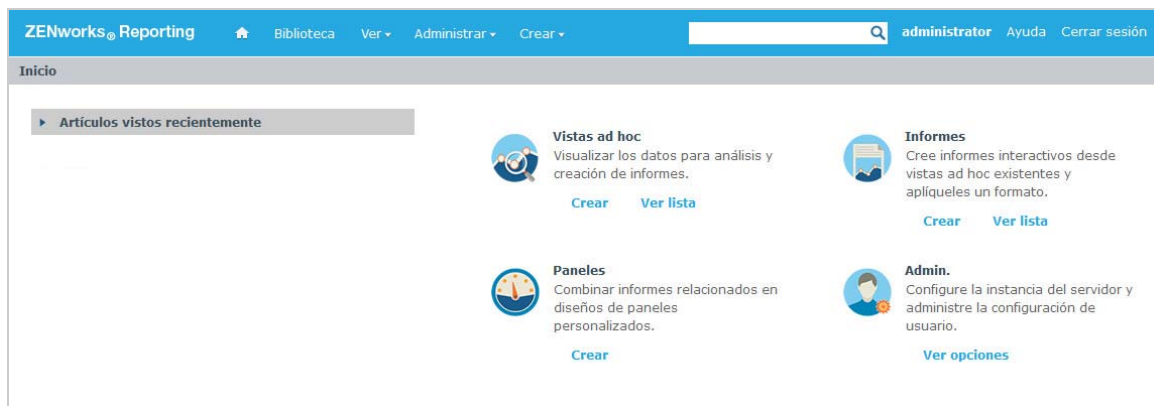 ZENworks® Reporting Biblioteca Ver Administrar Crear administrator Ayuda Cerrar sesión
Inicio
Artículos vistos recientemente
Vistas ad hoc
Visualizar los datos para análisis y
creación de informes.
Crear Ver lista
Informes
Cree informes interactivos desde
vistas ad hoc existentes y
aplíqueles un formato.
Crear Ver lista
Paneles
Combinar informes relacionados en
diseños de paneles
personalizados.
Crear
Admin.
Configure la instancia del servidor y
administre la configuración de
usuario.
Ver opciones